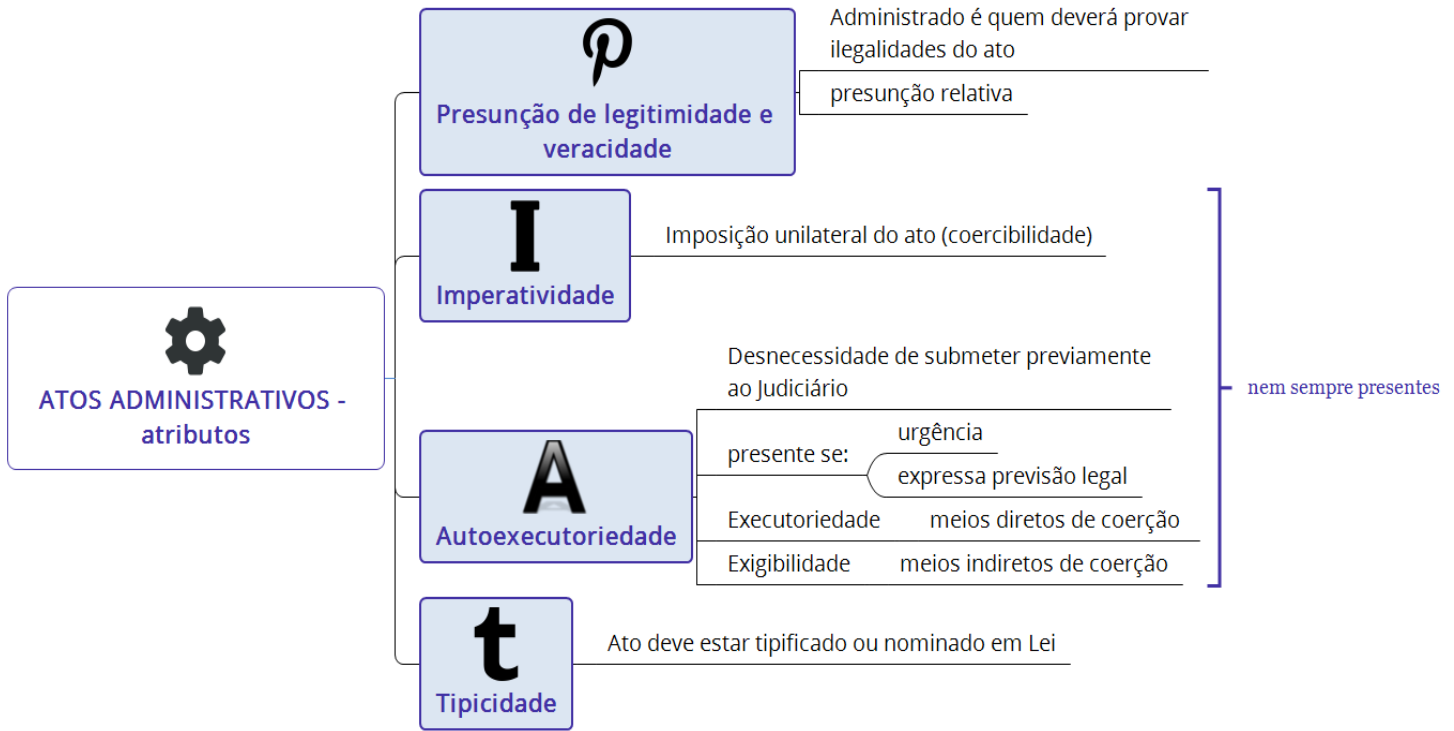 Administrado é quem deverá provar
ilegalidades do ato
presunção relativa
P
Presunção de legitimidade e
veracidade
I
Imperatividade
Imposição unilateral do ato (coercibilidade)
ATOS ADMINISTRATIVOS -
atributos
A
Autoexecutoriedade
Desnecessidade de submeter previamente
ao Judiciário
presente se:
urgência
expressa previsão legal
Executoriedade meios diretos de coerção
Exigibilidade meios indiretos de coerção
nem sempre presentes
t
Tipicidade
Ato deve estar tipificado ou nominado em Lei